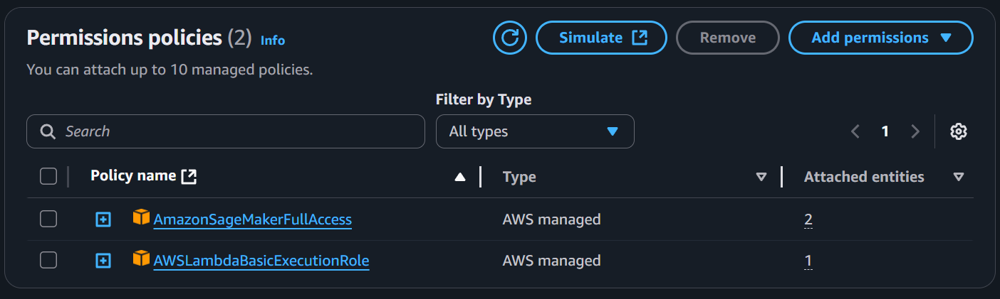 Permissions policies (2) Info
Simulate
Remove
Add permissions
You can attach up to 10 managed policies.
Filter by Type
Search
All types
1
Policy name
Type
Attached entities
AmazonSageMakerFullAccess
AWS managed
2
AWSLambdaBasicExecutionRole
AWS managed
1